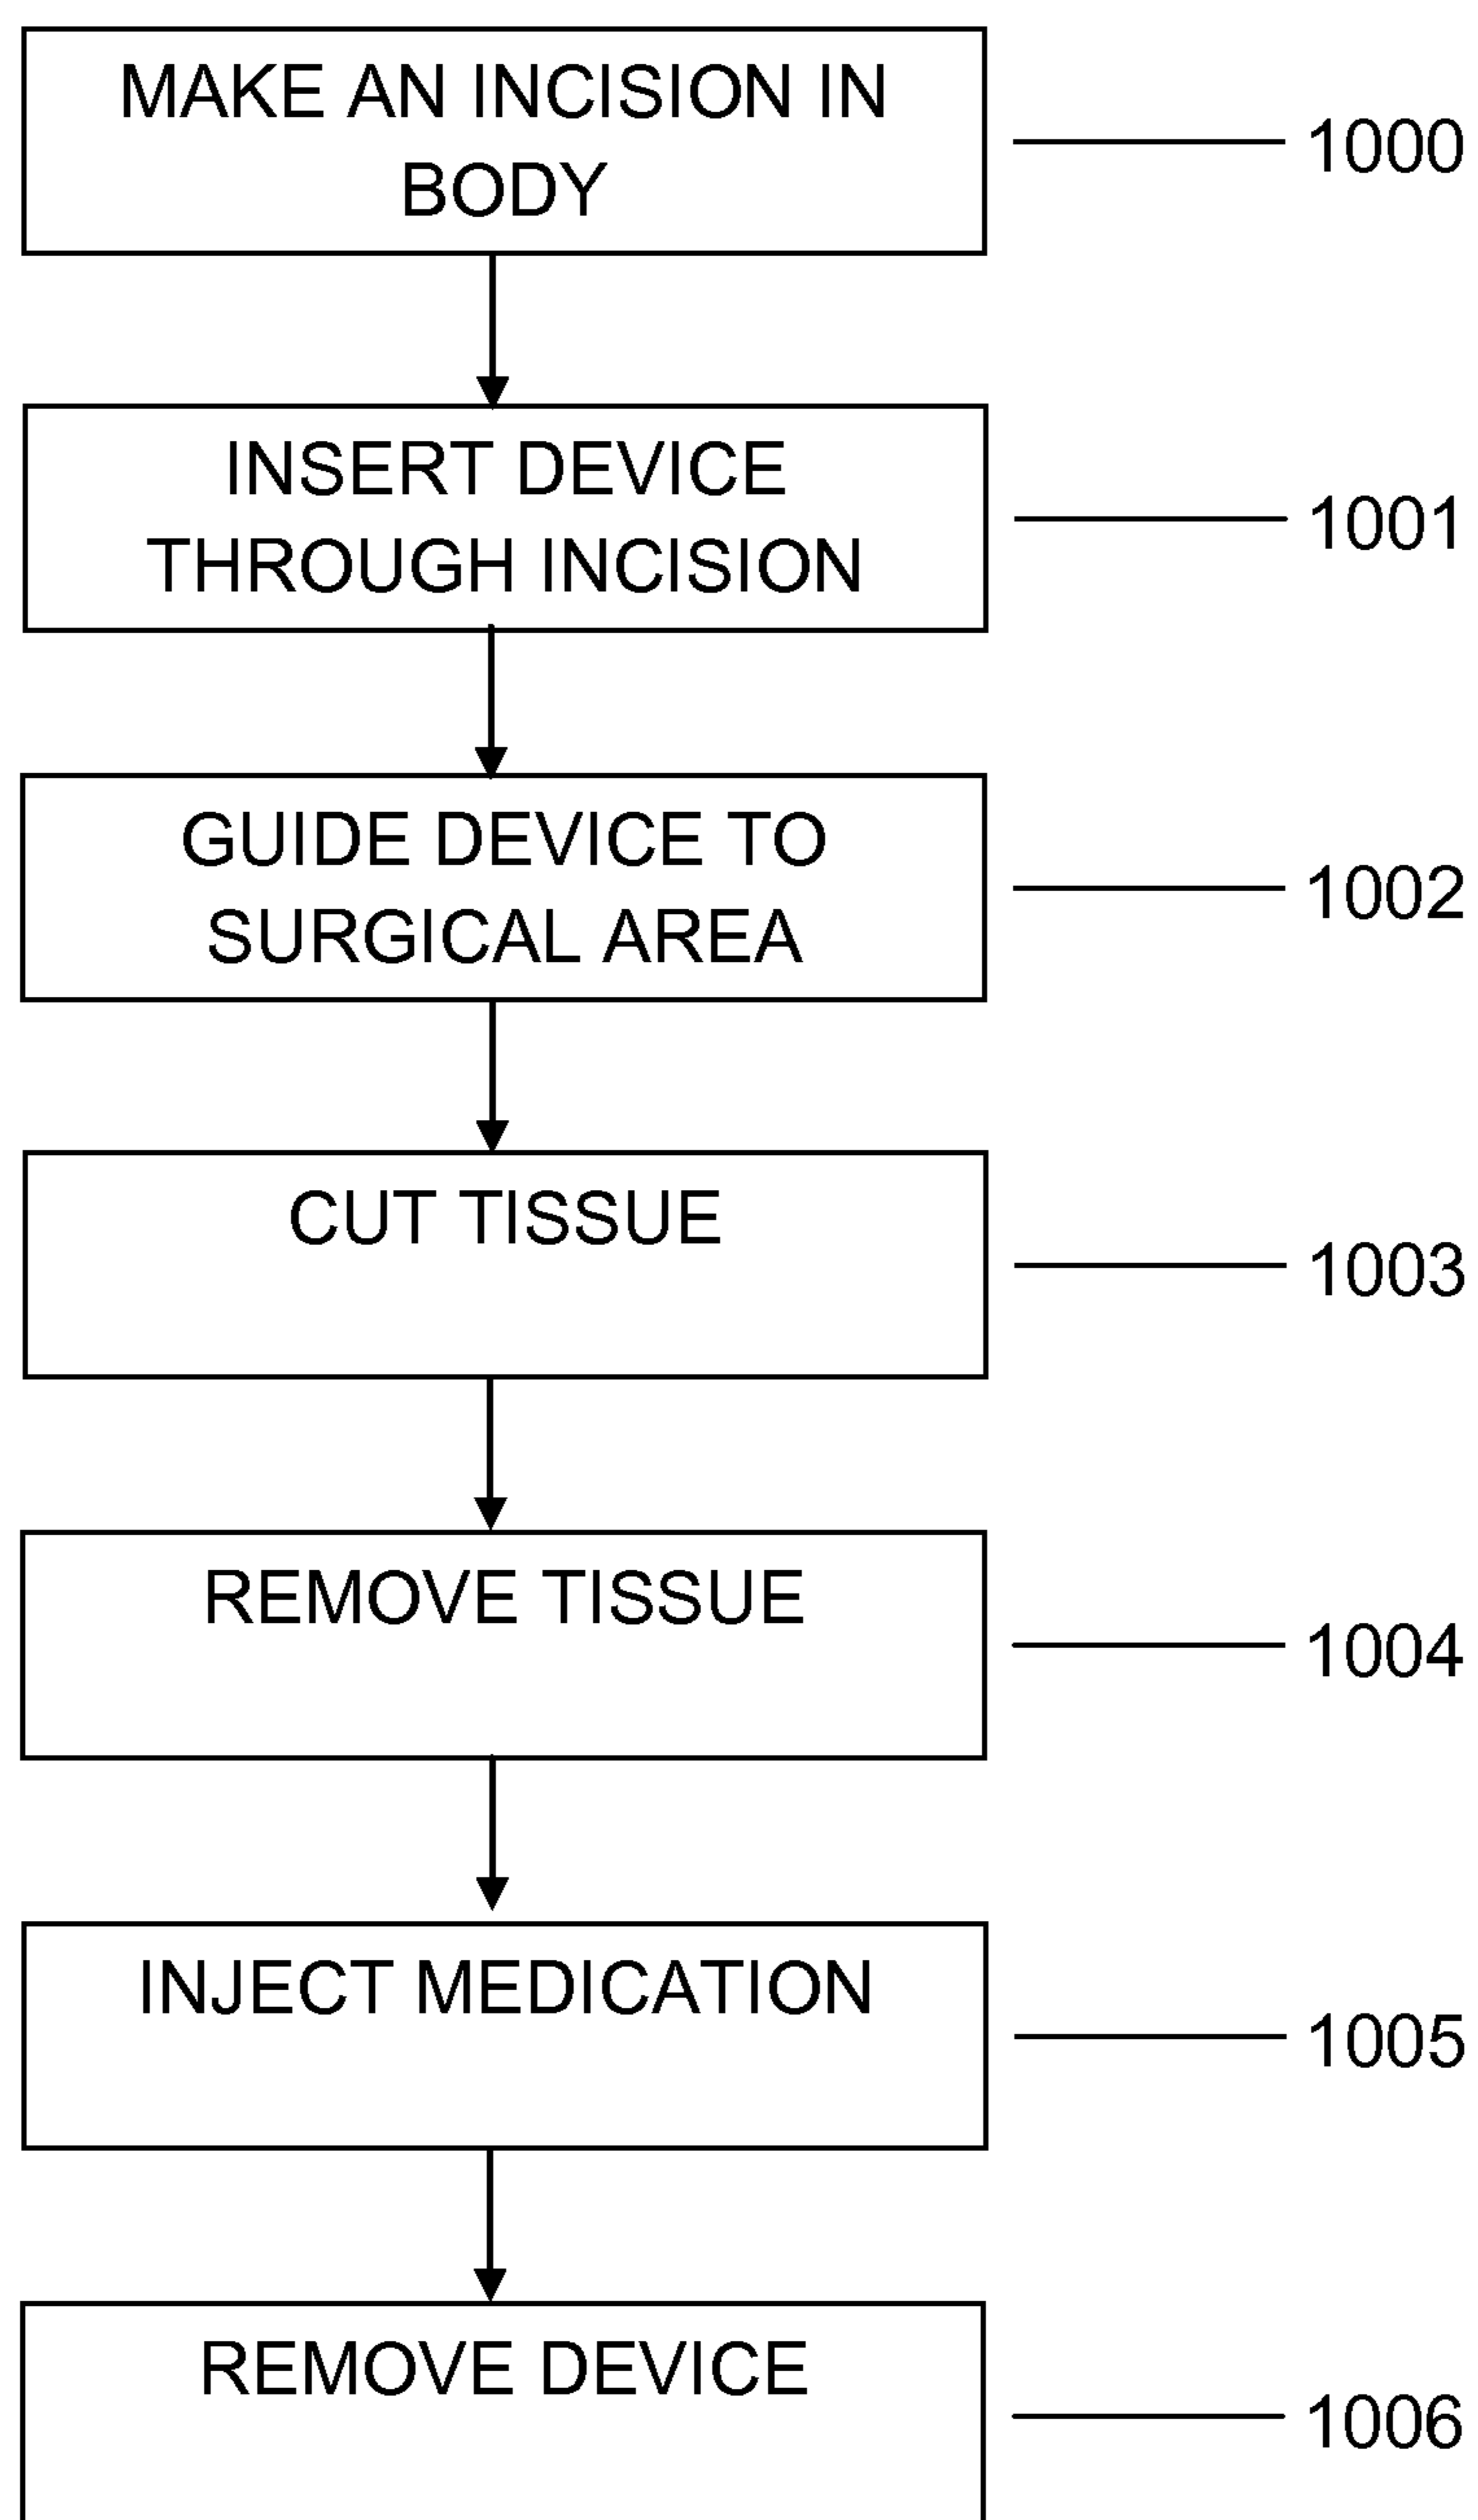 MAKE AN INCISION IN
BODY
1000
INSERT DEVICE
THROUGH INCISION
1001
GUIDE DEVICE TO
SURGICAL AREA
1002
CUT TISSUE
1003
REMOVE TISSUE
1004
INJECT MEDICATION
1005
REMOVE DEVICE
1006